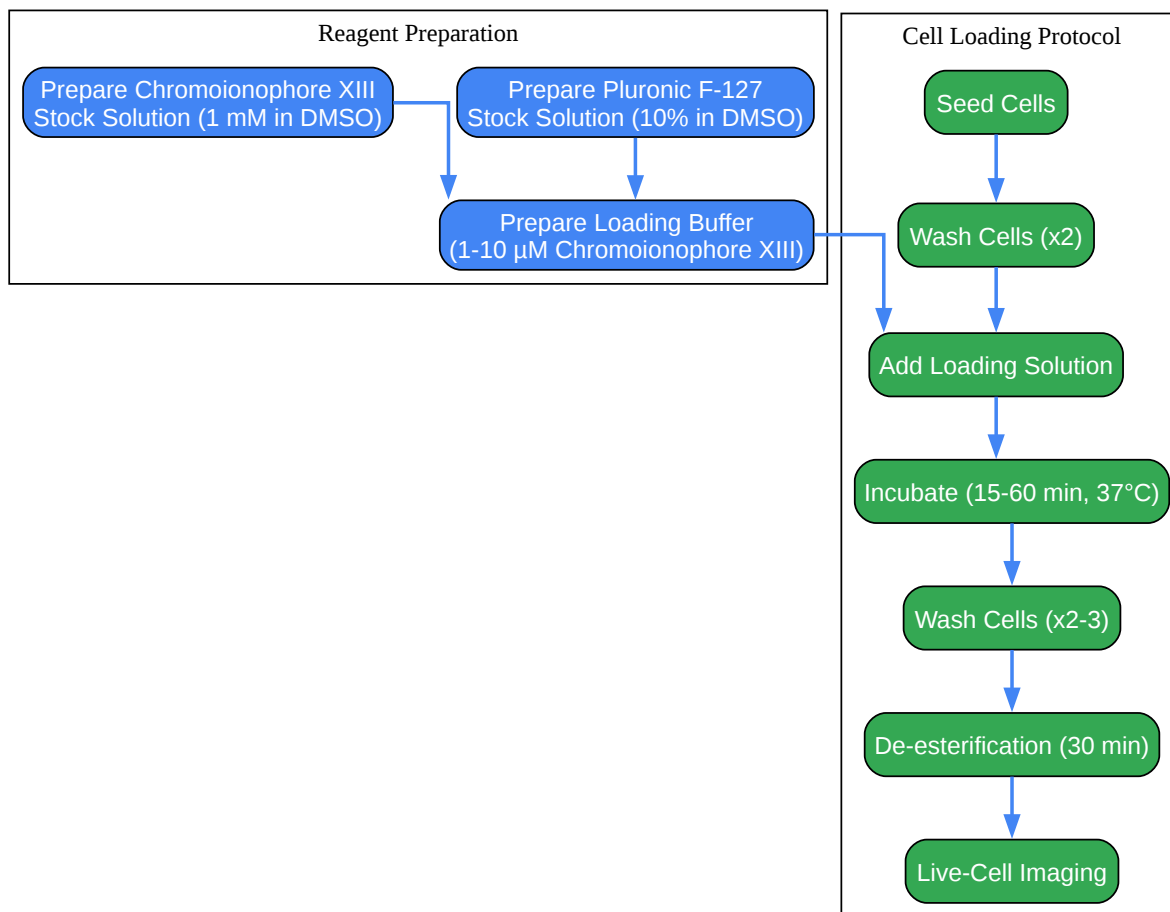 Reagent Preparation
Prepare Chromoionophore XIII
Stock Solution (1 mM in DMSO)
Prepare Pluronic F-127
Stock Solution (10% in DMSO)
Prepare Loading Buffer
(1-10 µM Chromoionophore XIII)
Cell Loading Protocol
Seed Cells
Wash Cells (x2)
Add Loading Solution
Incubate (15-60 min, 37°C)
Wash Cells (x2-3)
De-esterification (30 min)
Live-Cell Imaging